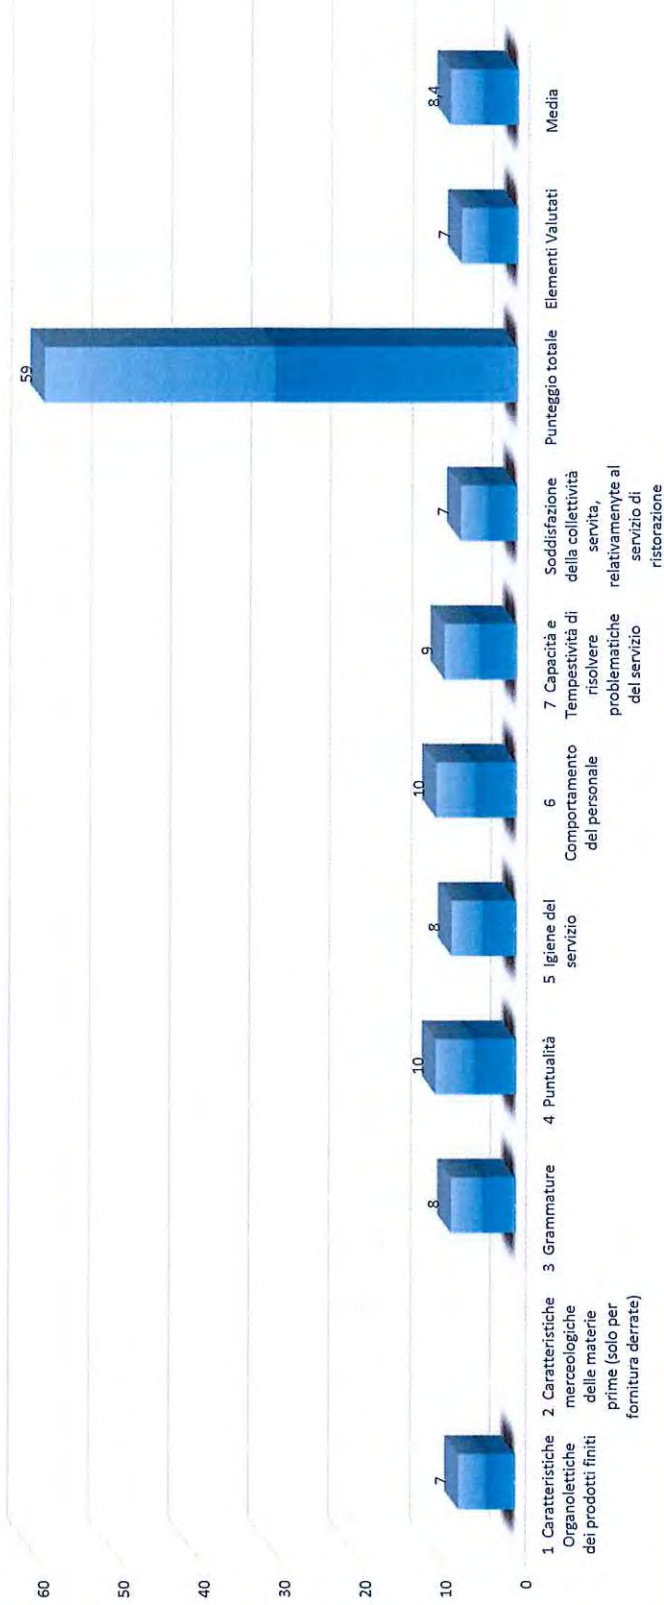 60
50
40
30
20
10
0
7
8
10
8
10
9
7
59
7
8,4
1 Caratteristiche
Organolettiche
dei prodotti finiti
2 Caratteristiche
merceologiche
delle materie
prime (solo per
fornitura derrate)
3 Grammature
4 Puntualità
5 Igiene del
servizio
6
Comportamento
del personale
7 Capacità e
Tempestività di
risolvere
problematiche
del servizio
Soddisfazione
della collettività
servita,
relativamenyte al
servizio di
ristorazione
Punteggio totale
Elementi Valutati
Media